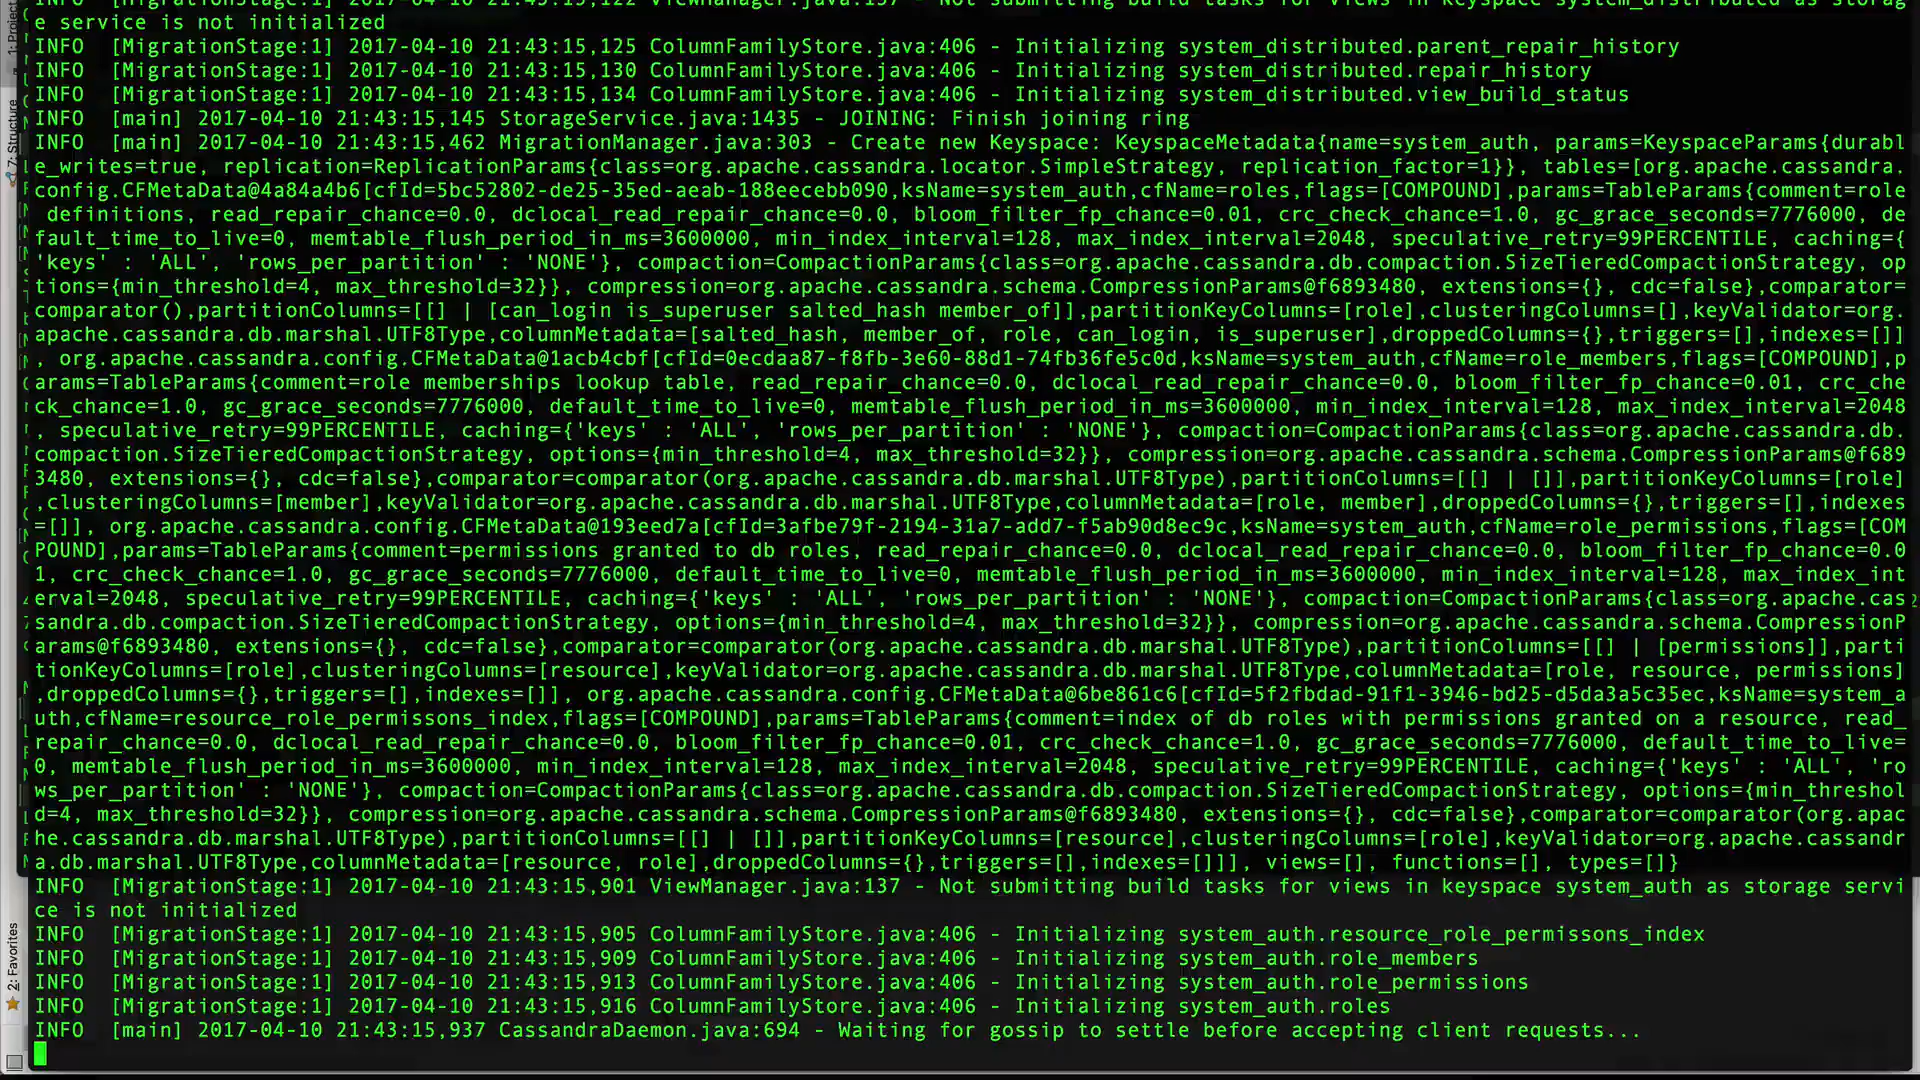 INFO  [MigrationStage:1] 2017-04-10 21:43:15,122 ViewManager.java:137 - Not submitting build tasks for views in keyspace system_distributed as storag
e service is not initialized
INFO  [MigrationStage:1] 2017-04-10 21:43:15,125 ColumnFamilyStore.java:406 - Initializing system_distributed.parent_repair_history
INFO  [MigrationStage:1] 2017-04-10 21:43:15,130 ColumnFamilyStore.java:406 - Initializing system_distributed.repair_history
INFO  [MigrationStage:1] 2017-04-10 21:43:15,134 ColumnFamilyStore.java:406 - Initializing system_distributed.view_build_status
INFO  [main] 2017-04-10 21:43:15,145 StorageService.java:1435 - JOINING: Finish joining ring
INFO  [main] 2017-04-10 21:43:15,462 MigrationManager.java:303 - Create new Keyspace: KeyspaceMetadata{name=system_auth, params=KeyspaceParams{durabl
e_writes=true, replication=ReplicationParams{class=org.apache.cassandra.locator.SimpleStrategy, replication_factor=1}}, tables=[org.apache.cassandra.
config.CFMetaData@4a84a4b6[cfId=5bc52802-de25-35ed-aeab-188eecebb090,ksName=system_auth,cfName=roles,flags=[COMPOUND],params=TableParams{comment=role
 definitions, read_repair_chance=0.0, dclocal_read_repair_chance=0.0, bloom_filter_fp_chance=0.01, crc_check_chance=1.0, gc_grace_seconds=7776000, de
fault_time_to_live=0, memtable_flush_period_in_ms=3600000, min_index_interval=128, max_index_interval=2048, speculative_retry=99PERCENTILE, caching={
'keys' : 'ALL', 'rows_per_partition' : 'NONE'}, compaction=CompactionParams{class=org.apache.cassandra.db.compaction.SizeTieredCompactionStrategy, op
tions={min_threshold=4, max_threshold=32}}, compression=org.apache.cassandra.schema.CompressionParams@f6893480, extensions={}, cdc=false},comparator=
comparator(),partitionColumns=[[] | [can_login is_superuser salted_hash member_of]],partitionKeyColumns=[role],clusteringColumns=[],keyValidator=org.
apache.cassandra.db.marshal.UTF8Type,columnMetadata=[salted_hash, member_of, role, can_login, is_superuser],droppedColumns={},triggers=[],indexes=[]]
, org.apache.cassandra.config.CFMetaData@1acb4cbf[cfId=0ecdaa87-f8fb-3e60-88d1-74fb36fe5c0d,ksName=system_auth,cfName=role_members,flags=[COMPOUND],p
arams=TableParams{comment=role memberships lookup table, read_repair_chance=0.0, dclocal_read_repair_chance=0.0, bloom_filter_fp_chance=0.01, crc_che
ck_chance=1.0, gc_grace_seconds=7776000, default_time_to_live=0, memtable_flush_period_in_ms=3600000, min_index_interval=128, max_index_interval=2048
, speculative_retry=99PERCENTILE, caching={'keys' : 'ALL', 'rows_per_partition' : 'NONE'}, compaction=CompactionParams{class=org.apache.cassandra.db.
compaction.SizeTieredCompactionStrategy, options={min_threshold=4, max_threshold=32}}, compression=org.apache.cassandra.schema.CompressionParams@f689
3480, extensions={}, cdc=false},comparator=comparator(org.apache.cassandra.db.marshal.UTF8Type),partitionColumns=[[] | []],partitionKeyColumns=[role]
,clusteringColumns=[member],keyValidator=org.apache.cassandra.db.marshal.UTF8Type,columnMetadata=[role, member],droppedColumns={},triggers=[],indexes
=[]], org.apache.cassandra.config.CFMetaData@193eed7a[cfId=3afbe79f-2194-31a7-add7-f5ab90d8ec9c,ksName=system_auth,cfName=role_permissions,flags=[COM
POUND],params=TableParams{comment=permissions granted to db roles, read_repair_chance=0.0, dclocal_read_repair_chance=0.0, bloom_filter_fp_chance=0.0
1, crc_check_chance=1.0, gc_grace_seconds=7776000, default_time_to_live=0, memtable_flush_period_in_ms=3600000, min_index_interval=128, max_index_int
erval=2048, speculative_retry=99PERCENTILE, caching={'keys' : 'ALL', 'rows_per_partition' : 'NONE'}, compaction=CompactionParams{class=org.apache.cas
sandra.db.compaction.SizeTieredCompactionStrategy, options={min_threshold=4, max_threshold=32}}, compression=org.apache.cassandra.schema.CompressionP
arams@f6893480, extensions={}, cdc=false},comparator=comparator(org.apache.cassandra.db.marshal.UTF8Type),partitionColumns=[[] | [permissions]],parti
tionKeyColumns=[role],clusteringColumns=[resource],keyValidator=org.apache.cassandra.db.marshal.UTF8Type,columnMetadata=[role, resource, permissions]
,droppedColumns={},triggers=[],indexes=[]], org.apache.cassandra.config.CFMetaData@6be861c6[cfId=5f2fbdad-91f1-3946-bd25-d5da3a5c35ec,ksName=system_a
uth,cfName=resource_role_permissons_index,flags=[COMPOUND],params=TableParams{comment=index of db roles with permissions granted on a resource, read_
repair_chance=0.0, dclocal_read_repair_chance=0.0, bloom_filter_fp_chance=0.01, crc_check_chance=1.0, gc_grace_seconds=7776000, default_time_to_live=
0, memtable_flush_period_in_ms=3600000, min_index_interval=128, max_index_interval=2048, speculative_retry=99PERCENTILE, caching={'keys' : 'ALL', 'ro
ws_per_partition' : 'NONE'}, compaction=CompactionParams{class=org.apache.cassandra.db.compaction.SizeTieredCompactionStrategy, options={min_threshol
d=4, max_threshold=32}}, compression=org.apache.cassandra.schema.CompressionParams@f6893480, extensions={}, cdc=false},comparator=comparator(org.apac
he.cassandra.db.marshal.UTF8Type),partitionColumns=[[] | []],partitionKeyColumns=[resource],clusteringColumns=[role],keyValidator=org.apache.cassandr
a.db.marshal.UTF8Type,columnMetadata=[resource, role],droppedColumns={},triggers=[],indexes=[]]], views=[], functions=[], types=[]}
INFO  [MigrationStage:1] 2017-04-10 21:43:15,901 ViewManager.java:137 - Not submitting build tasks for views in keyspace system_auth as storage servi
ce is not initialized
INFO  [MigrationStage:1] 2017-04-10 21:43:15,905 ColumnFamilyStore.java:406 - Initializing system_auth.resource_role_permissons_index
INFO  [MigrationStage:1] 2017-04-10 21:43:15,909 ColumnFamilyStore.java:406 - Initializing system_auth.role_members
INFO  [MigrationStage:1] 2017-04-10 21:43:15,913 ColumnFamilyStore.java:406 - Initializing system_auth.role_permissions
INFO  [MigrationStage:1] 2017-04-10 21:43:15,916 ColumnFamilyStore.java:406 - Initializing system_auth.roles
INFO  [main] 2017-04-10 21:43:15,937 CassandraDaemon.java:694 - Waiting for gossip to settle before accepting client requests...
1: Project
7: Structure
2: Favorites